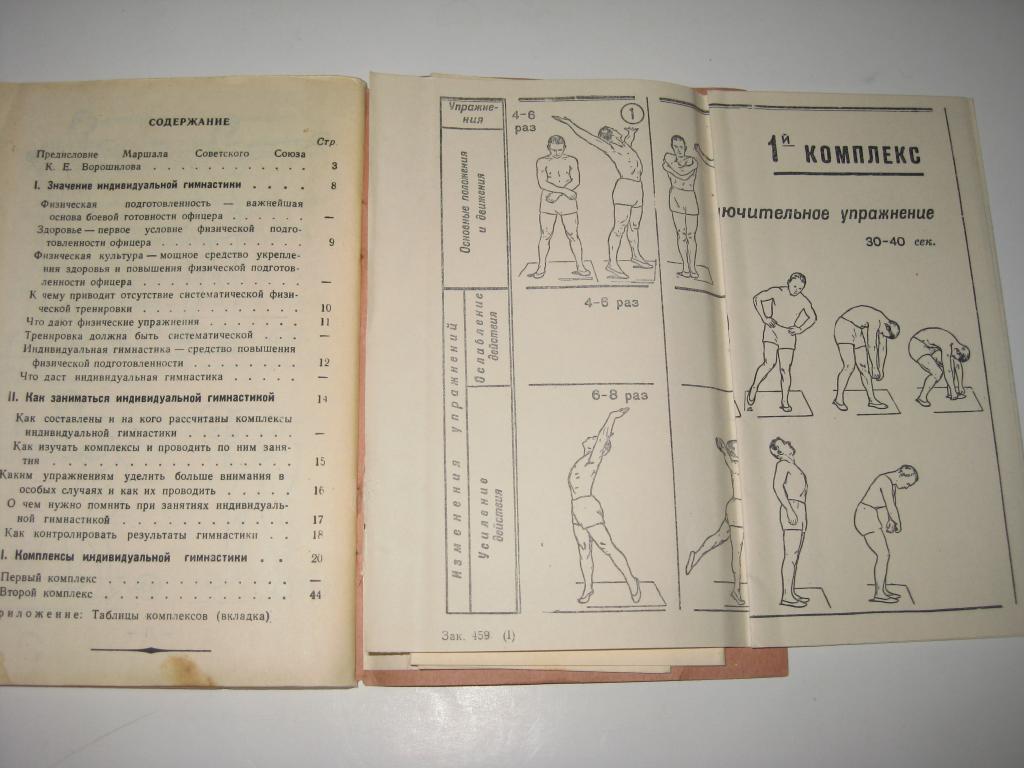 СОДЕРЖАНИЕ
Стр.
Предисловие Маршала Советского Союза
К. Е. Ворошилова . . . . . . . . . . . 3
I. Значение индивидуальной гимнастики . . . . 8
Физическая подготовленность — важнейшая
основа боевой готовности офицера . . . . . . —
Здоровье — первое условие физической подго-
товленности офицера . . . . . . . . . . . 9
Физическая культура — мощное средство укрепле-
ния здоровья и повышения физической подготов-
ленности офицера . . . . . . . . . . . . . —
К чему приводит отсутствие систематической физи-
ческой тренировки . . . . . . . . . . . . 10
Что дают физические упражнения . . . . . . . 11
Тренировка должна быть систематической . . . —
Индивидуальная гимнастика — средство повышения
физической подготовленности . . . . . . . . 12
Что даст индивидуальная гимнастика . . . . . —
II. Как заниматься индивидуальной гимнастикой 14
Как составлены и на кого рассчитаны комплексы
индивидуальной гимнастики . . . . . . . . —
Как изучать комплексы и проводить по ним заня-
тия . . . . . . . . . . . . . . . . . 15
Каким упражнениям уделить больше внимания в
особых случаях и как их проводить . . . . . 16
О чем нужно помнить при занятиях индивидуаль-
ной гимнастикой . . . . . . . . . . . . 17
Как контролировать результаты гимнастики . . 18
I. Комплексы индивидуальной гимнастики . . 20
Первый комплекс . . . . . . . . . . . . . —
Второй комплекс . . . . . . . . . . . . . 44
риложение: Таблицы комплексов (вкладка)
Упражне-
ния
Основные положения
и движения
Изменения упражнений
Ослабление
действия
Усиление
действия
4-6
раз
1
4-6 раз
6-8 раз
Зак. 459 (1)
1й КОМПЛЕКС
ючительное упражнение
30-40 сек.